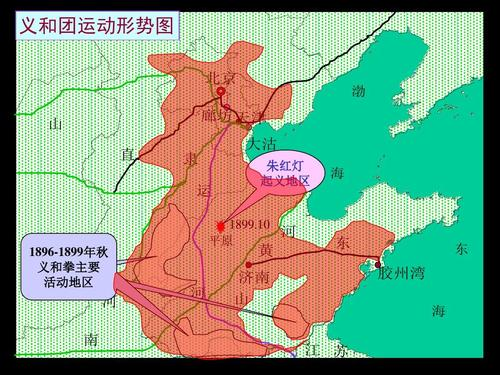 义和团运动形势图
北京
廊坊
天津
大沽
渤
海
山
直
隶
运
朱红灯
起义地区
1899.10
平原
1896-1899年秋
义和拳主要
活动地区
黄
河
东
济南
胶州湾
东
海
河
山
河
南
江 苏